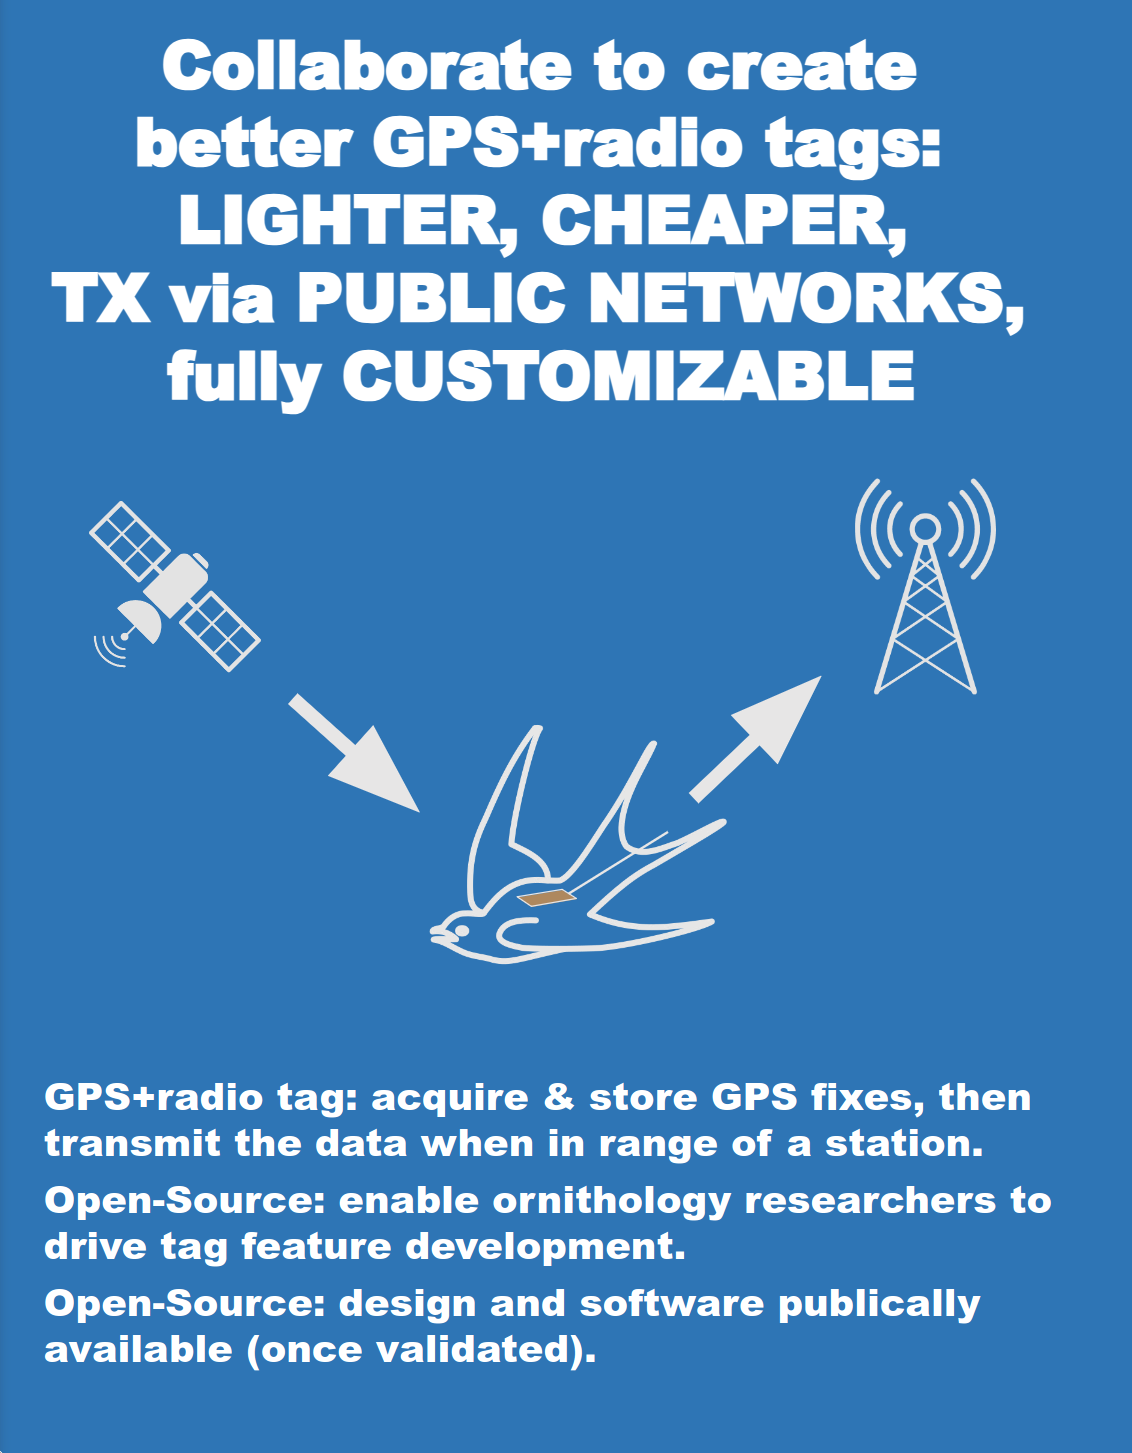 Collaborate to create
better GPS+radio tags:
LIGHTER, CHEAPER,
TX via PUBLIC NETWORKS,
fully CUSTOMIZABLE
GPS+radio tag: acquire & store GPS fixes, then
transmit the data when in range of a station.
Open-Source: enable ornithology researchers to
drive tag feature development.
Open-Source: design and software publically
available (once validated).